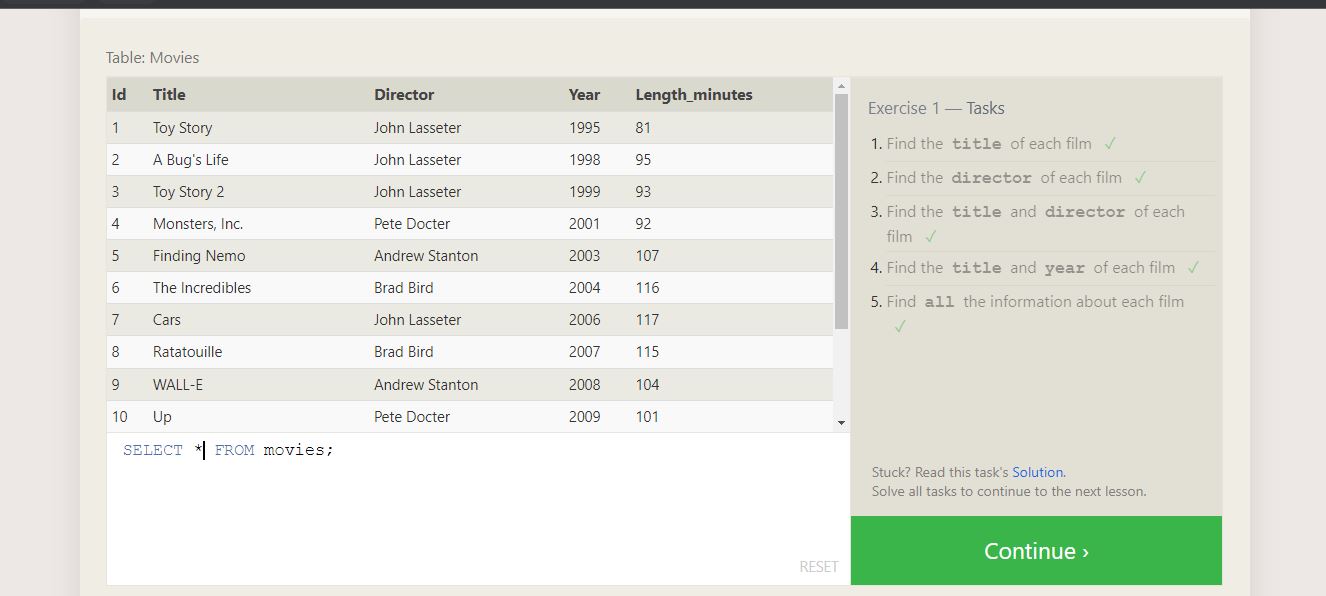 Table: Movies
Id Title Director Year Length_minutes
1 Toy Story John Lasseter 1995 81
2 A Bug's Life John Lasseter 1998 95
3 Toy Story 2 John Lasseter 1999 93
4 Monsters, Inc. Pete Docter 2001 92
5 Finding Nemo Andrew Stanton 2003 107
6 The Incredibles Brad Bird 2004 116
7 Cars John Lasseter 2006 117
8 Ratatouille Brad Bird 2007 115
9 WALL-E Andrew Stanton 2008 104
10 Up Pete Docter 2009 101
SELECT * FROM movies;
RESET
Exercise 1 — Tasks
1. Find the title of each film ✓
2. Find the director of each film ✓
3. Find the title and director of each
film ✓
4. Find the title and year of each film ✓
5. Find all the information about each film
✓
Stuck? Read this task's Solution.
Solve all tasks to continue to the next lesson.
Continue ›